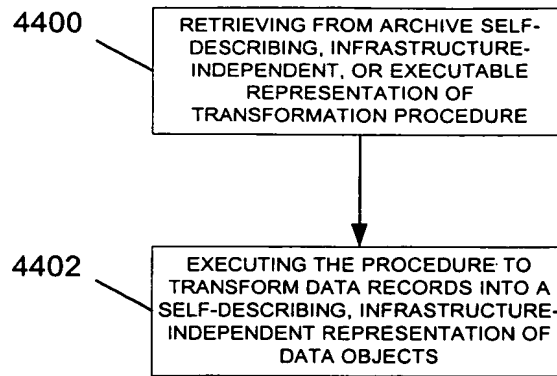 4400
RETRIEVING FROM ARCHIVE SELF-
DESCRIBING, INFRASTRUCTURE-
INDEPENDENT, OR EXECUTABLE
REPRESENTATION OF
TRANSFORMATION PROCEDURE
4402
EXECUTING THE PROCEDURE TO
TRANSFORM DATA RECORDS INTO A
SELF-DESCRIBING, INFRASTRUCTURE-
INDEPENDENT REPRESENTATION OF
DATA OBJECTS